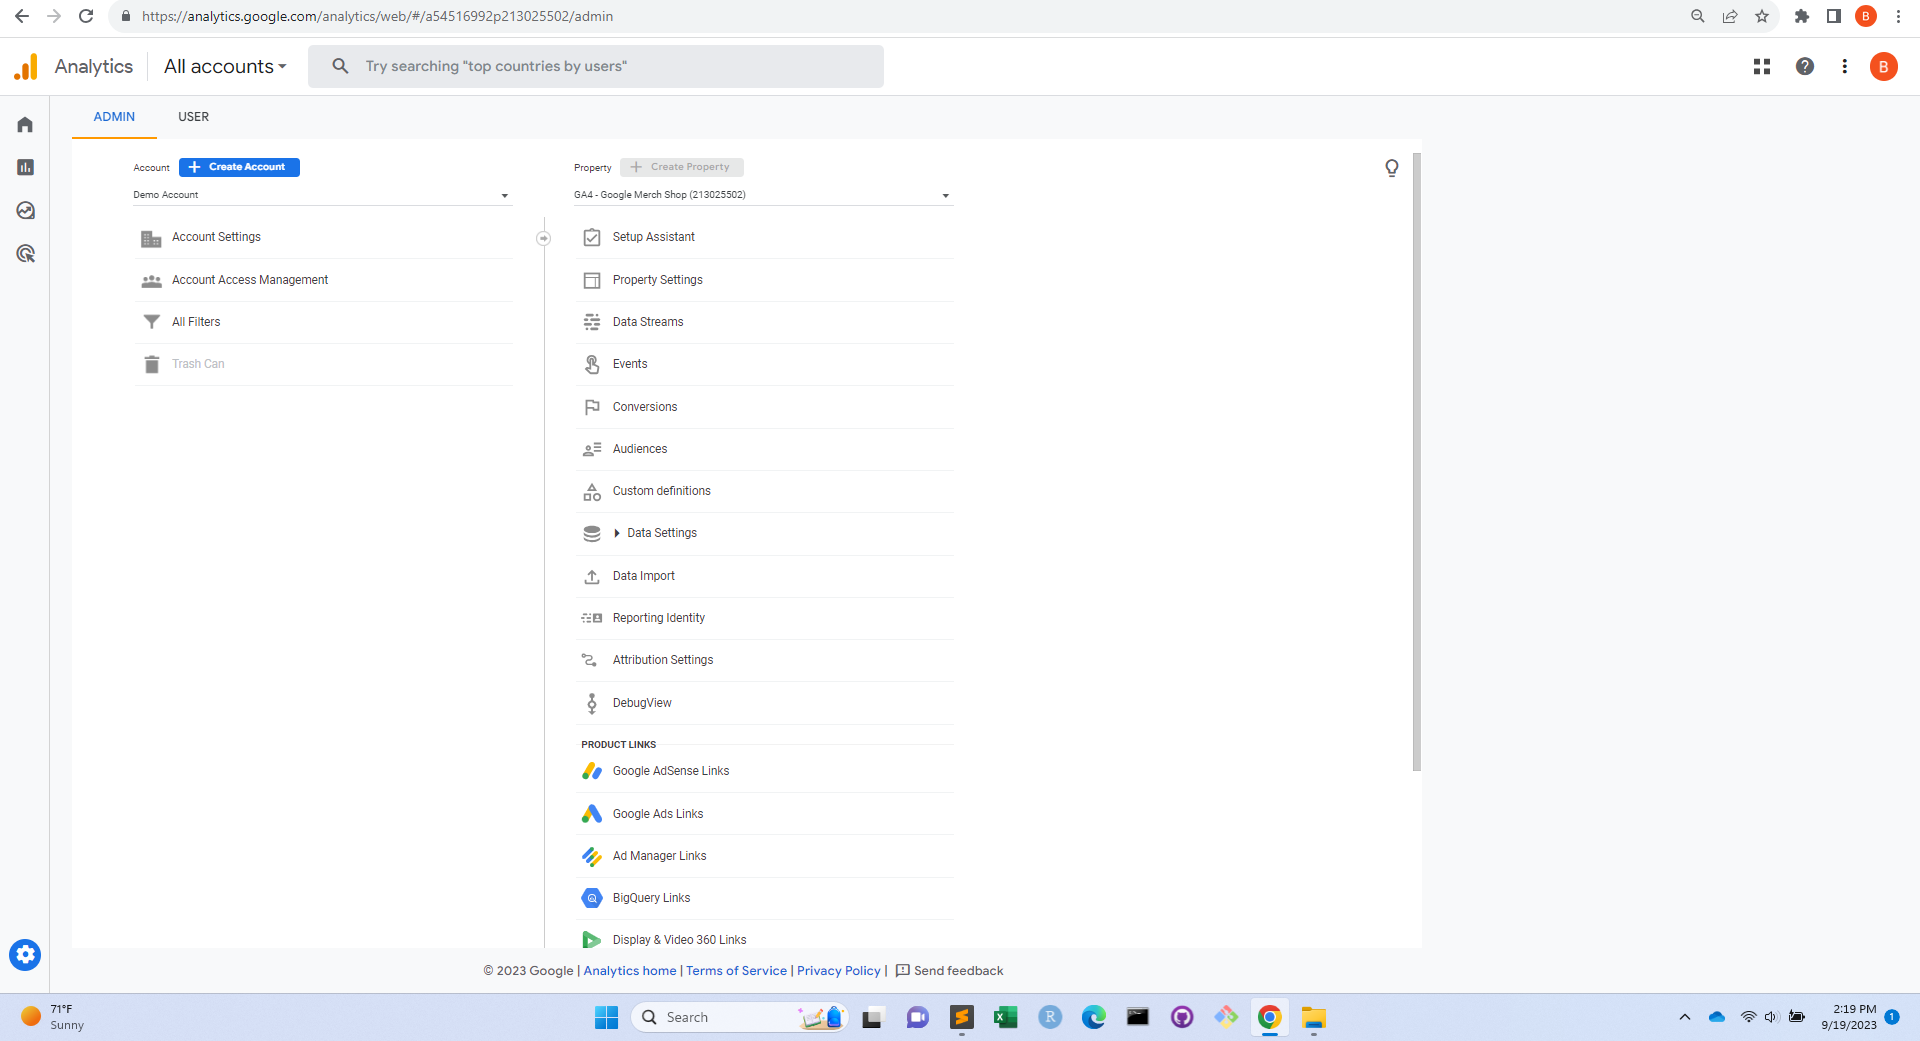 https://analytics.google.com/analytics/web/#/a54516992p213025502/admin
B
Analytics
All accounts
Try searching "top countries by users"
B
ADMIN
USER
Account
Create Account
Property
Create Property
Demo Account
GA4 - Google Merch Shop (213025502)
Account Settings
Account Access Management
All Filters
Trash Can
Setup Assistant
Property Settings
Data Streams
Events
Conversions
Audiences
Custom definitions
Data Settings
Data Import
Reporting Identity
Attribution Settings
DebugView
PRODUCT LINKS
Google AdSense Links
Google Ads Links
Ad Manager Links
BigQuery Links
Display & Video 360 Links
© 2023 Google | Analytics home | Terms of Service | Privacy Policy | Send feedback
71°F
Sunny
Search
R
2:19 PM
9/19/2023
1